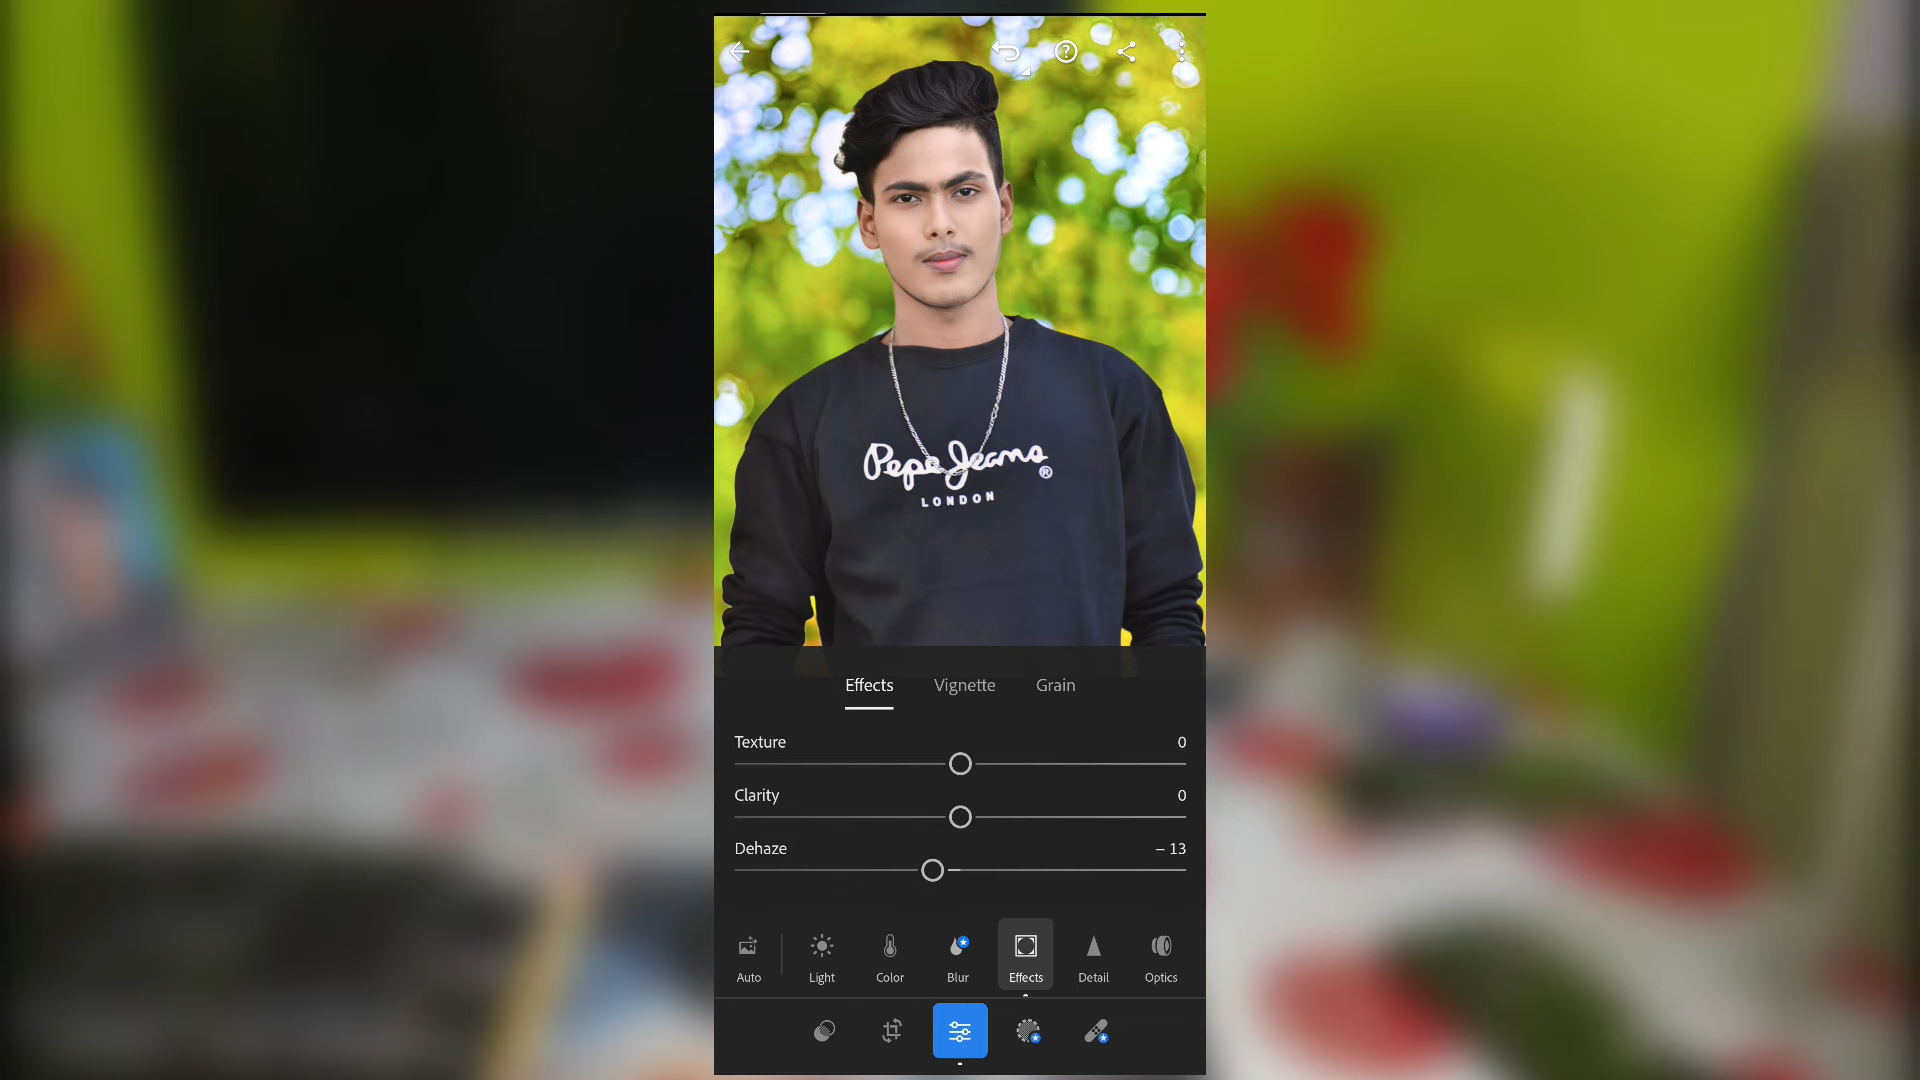 Pepe Jeans®
LONDON
Effects Vignette Grain
Texture 0
Clarity 0
Dehaze – 13
Auto Light Color Blur Effects Detail Optics